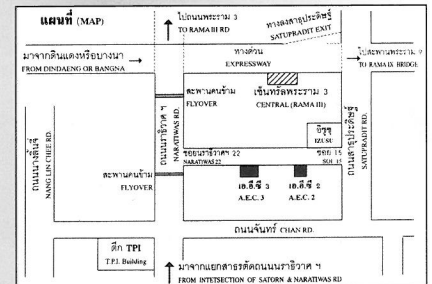 แผนที่ (MAP)
ไปถนนพระราม 3
TO RAMA III RD
ทางลงสาธุประดิษฐ์
SATUPRADIT EXIT
มาจากดินแดงหรือบางนา
FROM DINDAENG OR BANGNA
ทางด่วน
EXPRESSWAY
ไปสะพานพระราม 9
TO RAMA IX BRIDGE
สะพานคนข้าม
FLYOVER
เซ็นทรัลพระราม 3
CENTRAL (RAMA III)
อีซูซุ
IZUSU
ถนนนางลิ้นจี่
NANG LIN CHEE RD.
ถนนนราธิวาศ ฯ
NARATIWAS RD.
ถนนสาธุประดิษฐ์
SATUPRADIT RD.
ซอยนราธิวาศฯ 22
NARATIWAS 22
ซอย 15
SOI 15
สะพานคนข้าม
FLYOVER
เอ.อี.ซี 3
A.E.C. 3
เอ.อี.ซี 2
A.E.C. 2
ถนนจันทร์ CHAN RD.
ตึก TPI
T.P.I. Building
มาจากแยกสาธรตัดถนนนราธิวาศ ฯ
FROM INTETSECTION OF SATORN & NARATIWAS RD